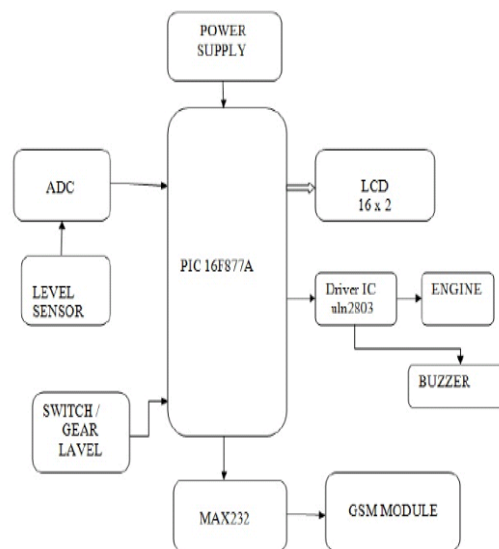 POWER
SUPPLY
ADC
LCD
16 x 2
PIC 16F877A
LEVEL
SENSOR
Driver IC
uln2803
ENGINE
BUZZER
SWITCH /
GEAR
LAVEL
MAX232
GSM MODULE